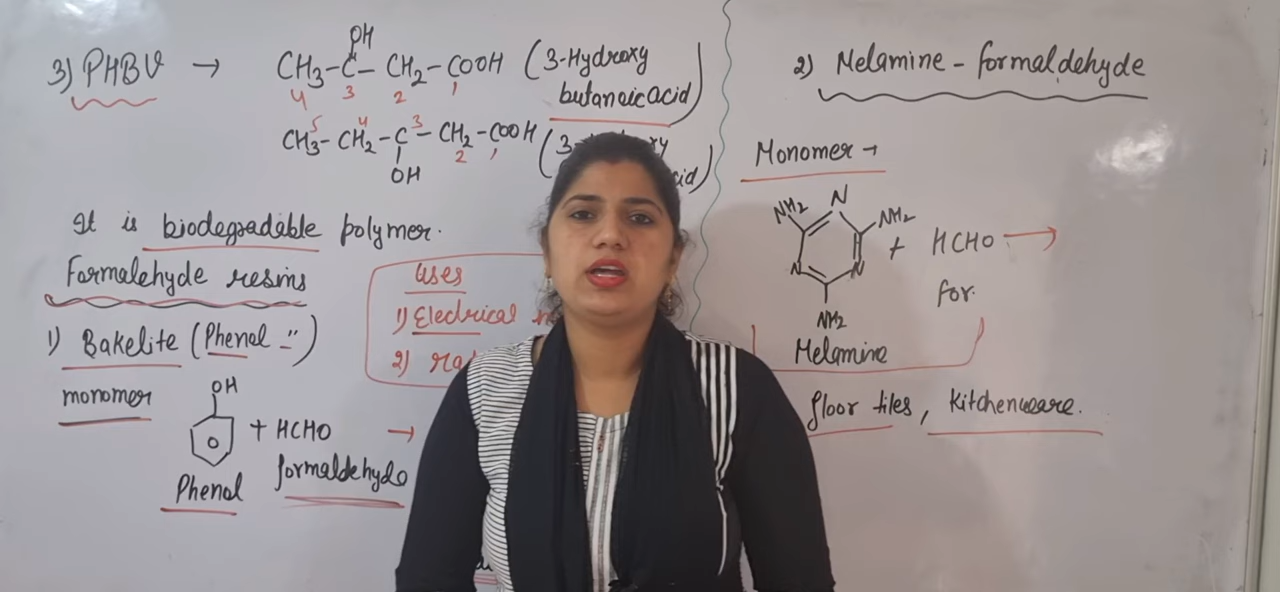 3) PHBV → CH3-C-CH2-COOH (3-Hydroxy
OH
4 3 2 1
butanoic acid)
5 4 3
CH3-CH2-C-CH2-COOH (3-
2 1
OH
It is biodegradable polymer.
Formalehyde resins
1) Bakelite (Phenol -")
monomer
OH
+ HCHO →
Phenol
formaldehyde
Uses
1) Electrical
2)
2) Melamine-formaldehyde
Monomer →
N
NH2 NH2
N N
+ HCHO →
NH2
for.
Melamine
floor tiles, Kitchenware.